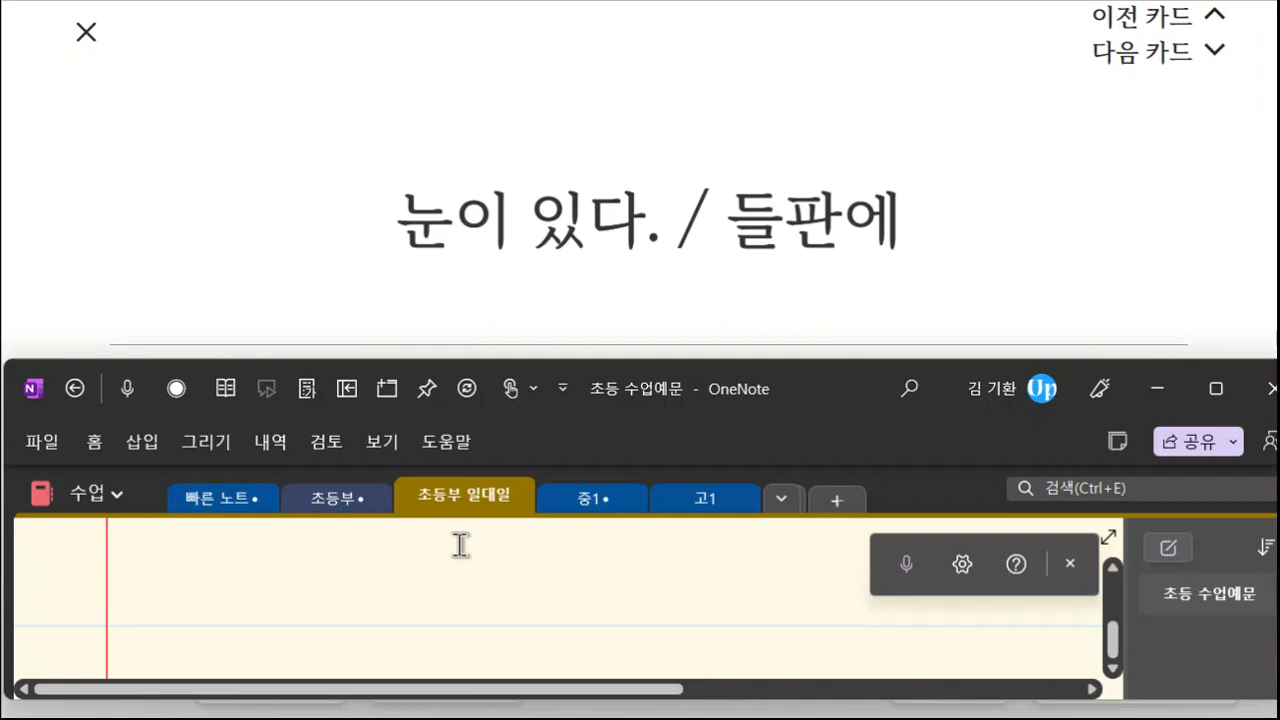 이전 카드
다음 카드
눈이 있다. / 들판에
초등 수업예문 - OneNote
김 기환 Up
파일 홈 삽입 그리기 내역 검토 보기 도움말
공유
수업 빠른 노트• 초등부• 초등부 일대일 중1• 고1 + 검색(Ctrl+E)
초등 수업예문